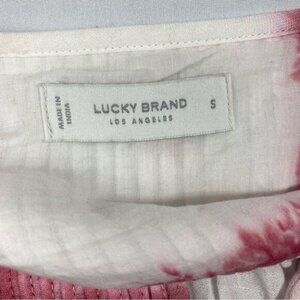 MADE IN
INDIA
LUCKY BRAND
LOS ANGELES
S